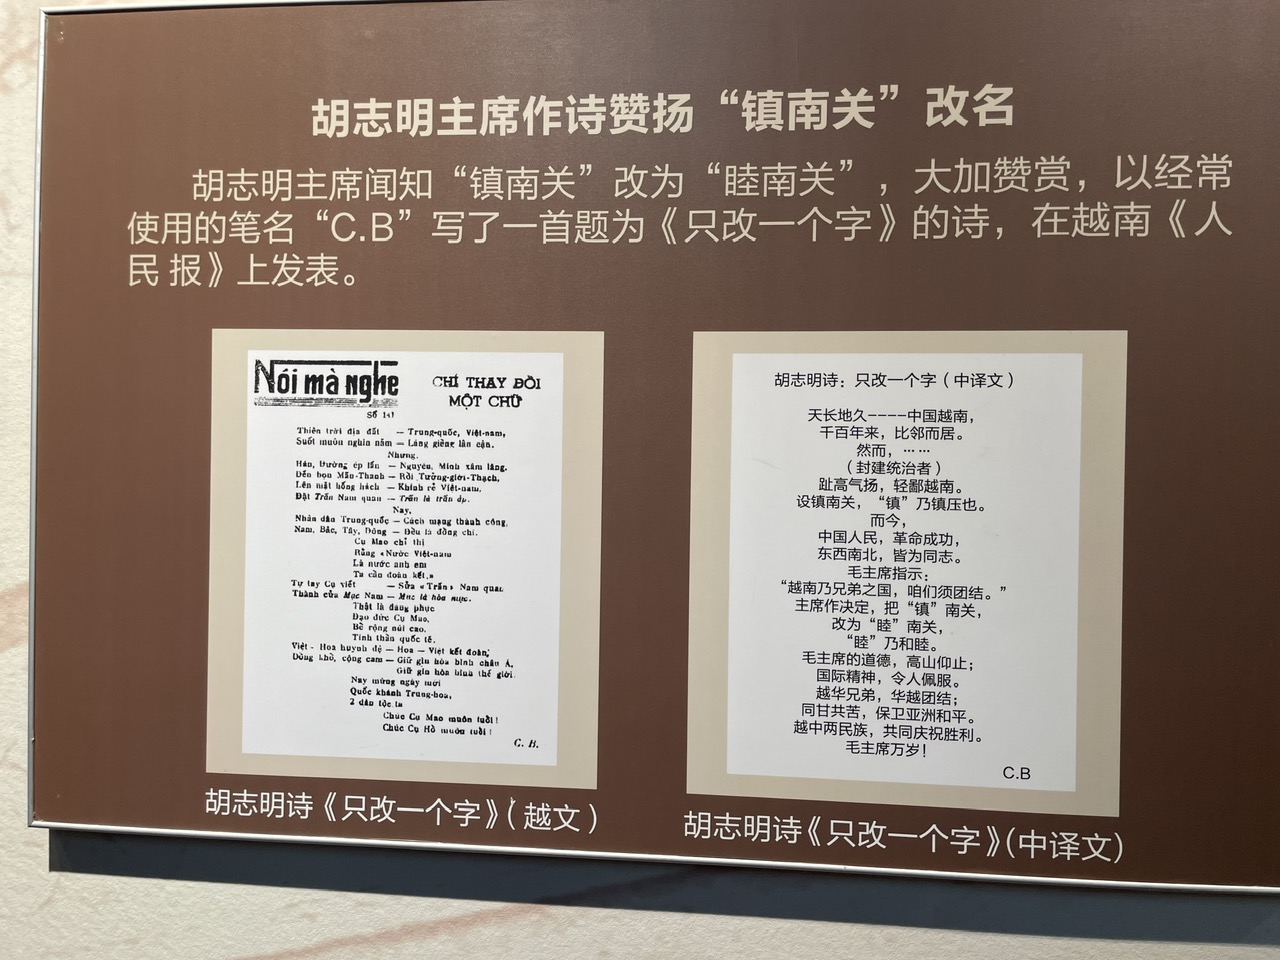 胡志明主席作诗赞扬“镇南关”改名
胡志明主席闻知“镇南关”改为“睦南关”，大加赞赏，以经常
使用的笔名“C.B”写了一首题为《只改一个字》的诗，在越南《人
民 报》上发表。
Nói mà nghe
CHỈ THAY ĐỔI
MỘT CHỮ
Số 141
Thiên trời địa đất — Trung-quốc, Việt-nam,
Suốt muôn nghìn năm — Láng giềng lân cận.
Nhưng,
Hán, Đường ép lấn — Nguyên, Minh xâm lăng,
Đến bọn Mãn-Thanh — Rồi Tưởng-giới-Thạch,
Lên mặt hống hách — Khinh rẻ Việt-nam,
Đặt Trấn Nam quan — Trấn là trấn áp.
Nay,
Nhân dân Trung-quốc — Cách mạng thành công,
Nam, Bắc, Tây, Đông — Đều là đồng chí.
Cụ Mao chỉ thị
Rằng «Nước Việt-nam
Là nước anh em
Ta cần đoàn kết.»
Tự tay Cụ viết — Sửa «Trấn» Nam quan
Thành cửa Mục Nam — Mục là hòa mục.
Thật là đáng phục
Đạo đức Cụ Mao,
Bể rộng núi cao,
Tinh thần quốc tế.
Việt - Hoa huynh đệ — Hoa — Việt kết đoàn,
Đồng khổ, cộng cam — Giữ gìn hòa bình châu Á,
Giữ gìn hòa bình thế giới.
Nay mừng ngày mười
Quốc khánh Trung-hoa,
2 dân tộc ta
Chúc Cụ Mao muôn tuổi !
Chúc Cụ Hồ muôn tuổi !
C. B.
胡志明诗《只改一个字》（越文）
胡志明诗：只改一个字（中译文）
天长地久----中国越南，
千百年来，比邻而居。
然而，……
（封建统治者）
趾高气扬，轻鄙越南。
设镇南关，“镇”乃镇压也。
而今，
中国人民，革命成功，
东西南北，皆为同志。
毛主席指示：
“越南乃兄弟之国，咱们须团结。”
主席作决定，把“镇”南关，
改为“睦”南关，
“睦”乃和睦。
毛主席的道德，高山仰止；
国际精神，令人佩服。
越华兄弟，华越团结；
同甘共苦，保卫亚洲和平。
越中两民族，共同庆祝胜利。
毛主席万岁！
C.B
胡志明诗《只改一个字》（中译文）